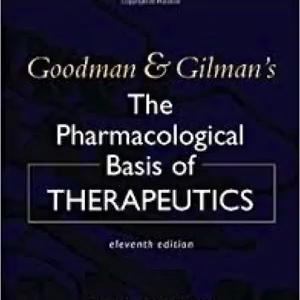 Goodman & Gilman's
The
Pharmacological
Basis of
THERAPEUTICS
eleventh edition